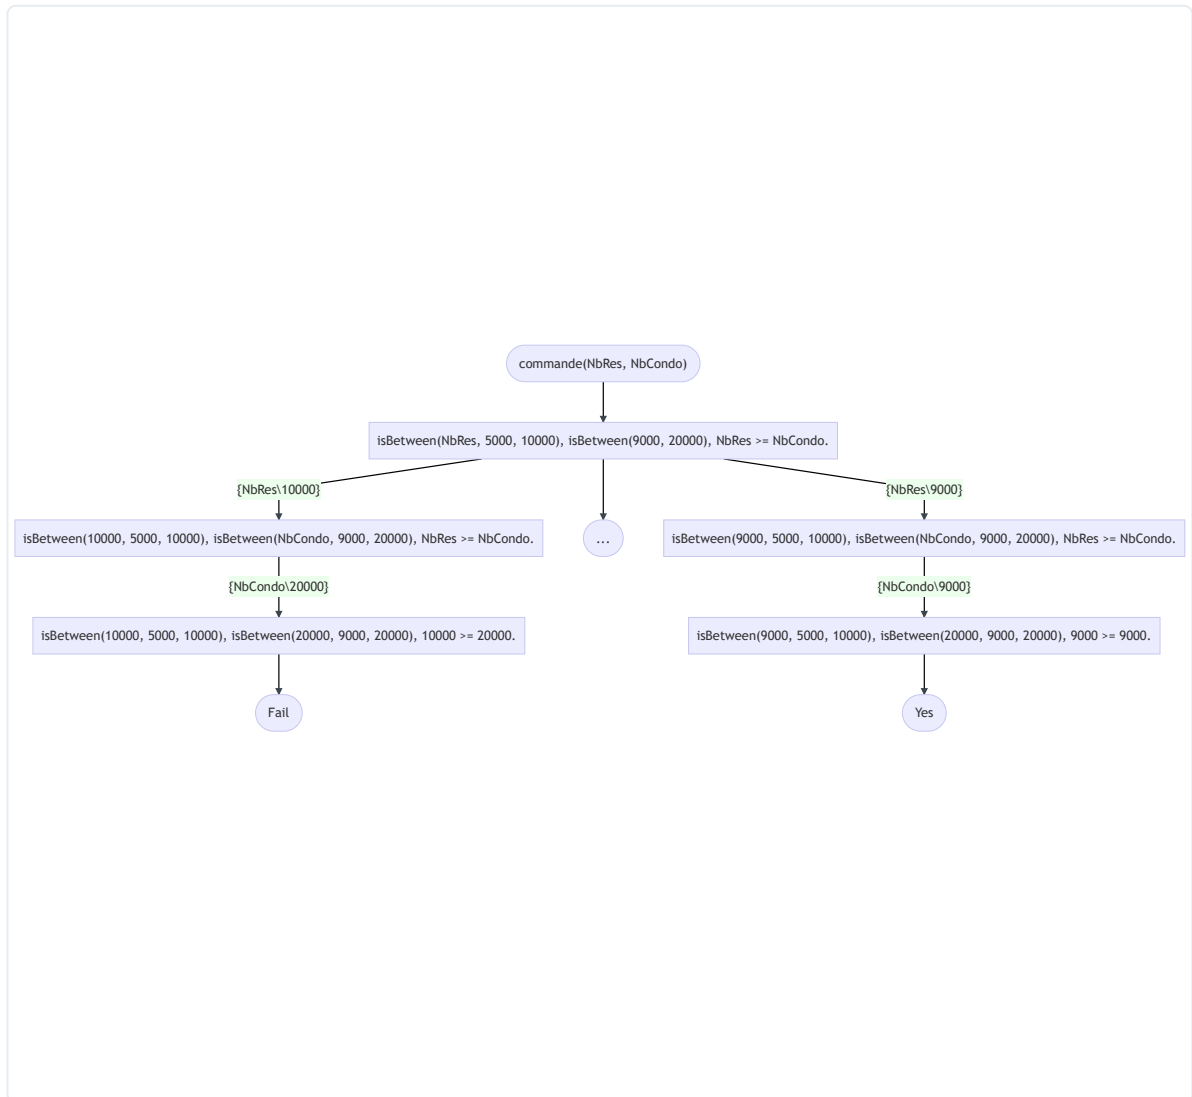 commande(NbRes, NbCondo)
isBetween(NbRes, 5000, 10000), isBetween(9000, 20000), NbRes >= NbCondo.
{NbRes\10000}
{NbRes\9000}
isBetween(10000, 5000, 10000), isBetween(NbCondo, 9000, 20000), NbRes >= NbCondo.
...
isBetween(9000, 5000, 10000), isBetween(NbCondo, 9000, 20000), NbRes >= NbCondo.
{NbCondo\20000}
{NbCondo\9000}
isBetween(10000, 5000, 10000), isBetween(20000, 9000, 20000), 10000 >= 20000.
isBetween(9000, 5000, 10000), isBetween(20000, 9000, 20000), 9000 >= 9000.
Fail
Yes